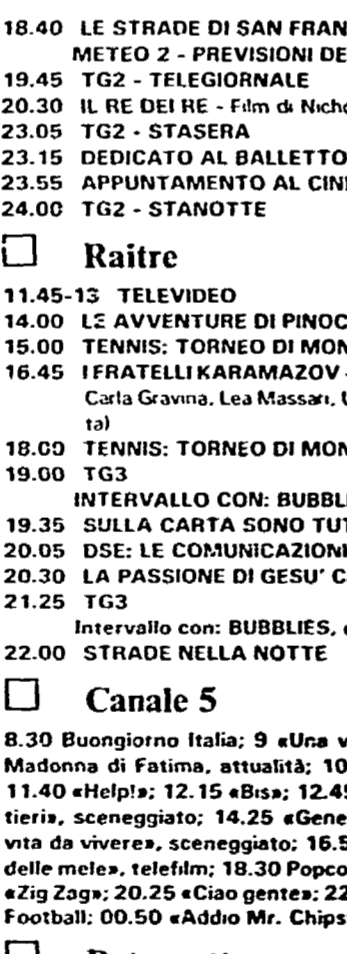 18.40 LE STRADE DI SAN FRAN
METEO 2 - PREVISIONI DE
19.45 TG2 - TELEGIORNALE
20.30 IL RE DEI RE - Film di Nicho
23.05 TG2 - STASERA
23.15 DEDICATO AL BALLETTO
23.55 APPUNTAMENTO AL CIN
24.00 TG2 - STANOTTE
Raitre
11.45-13 TELEVIDEO
14.00 LE AVVENTURE DI PINOC
15.00 TENNIS: TORNEO DI MON
16.45 I FRATELLI KARAMAZOV -
Carla Gravina, Lea Massari,
ta)
18.00 TENNIS: TORNEO DI MON
19.00 TG3
INTERVALLO CON: BUBBLI
19.35 SULLA CARTA SONO TUT
20.05 DSE: LE COMUNICAZIONI
20.30 LA PASSIONE DI GESU' C
21.25 TG3
Intervallo con: BUBBLIES,
22.00 STRADE NELLA NOTTE
Canale 5
8.30 Buongiorno Italia; 9 «Una v
Madonna di Fatima, attualità; 10
11.40 «Help!»; 12.15 «Bis»; 12.45
tieri», sceneggiato; 14.25 «Gene
vita da vivere», sceneggiato; 16.5
delle mele», telefilm; 18.30 Popco
«Zig Zag»; 20.25 «Ciao gente»; 22
Football; 00.50 «Addio Mr. Chips